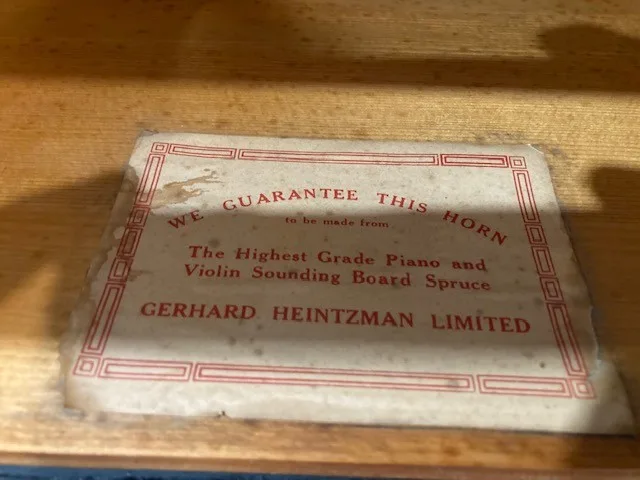 WE GUARANTEE THIS HORN
to be made from
The Highest Grade Piano and
Violin Sounding Board Spruce
GERHARD HEINTZMAN LIMITED